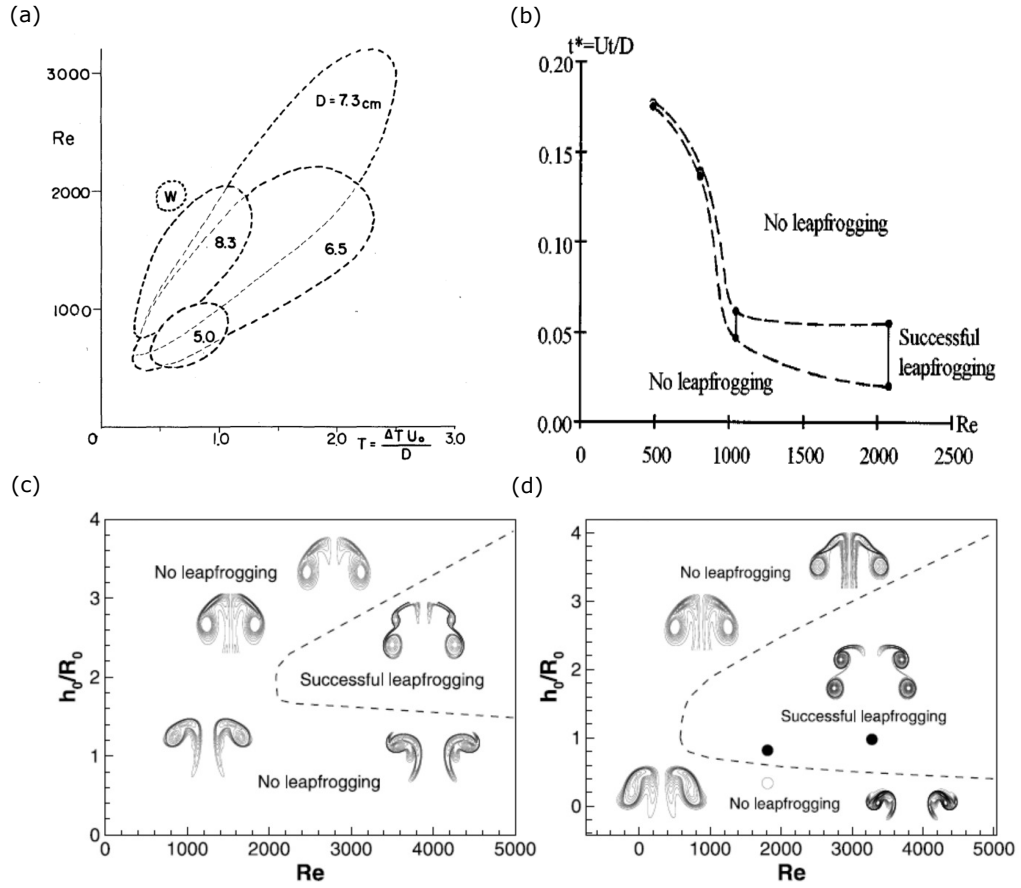 (a)
3000
Re
2000
1000
0
1.0
2.0
3.0
D = 7.3 cm
W
8.3
6.5
5.0
T = ΔT U₀ / D
(b)
t*=Ut/D
0.20
0.15
0.10
0.05
0.00
0
500
1000
1500
2000
2500
Re
No leapfrogging
Successful
leapfrogging
No leapfrogging
(c)
4
3
2
1
0
h₀/R₀
0
1000
2000
3000
4000
5000
Re
No leapfrogging
Successful leapfrogging
No leapfrogging
(d)
4
3
2
1
0
h₀/R₀
0
1000
2000
3000
4000
5000
Re
No leapfrogging
Successful leapfrogging
No leapfrogging